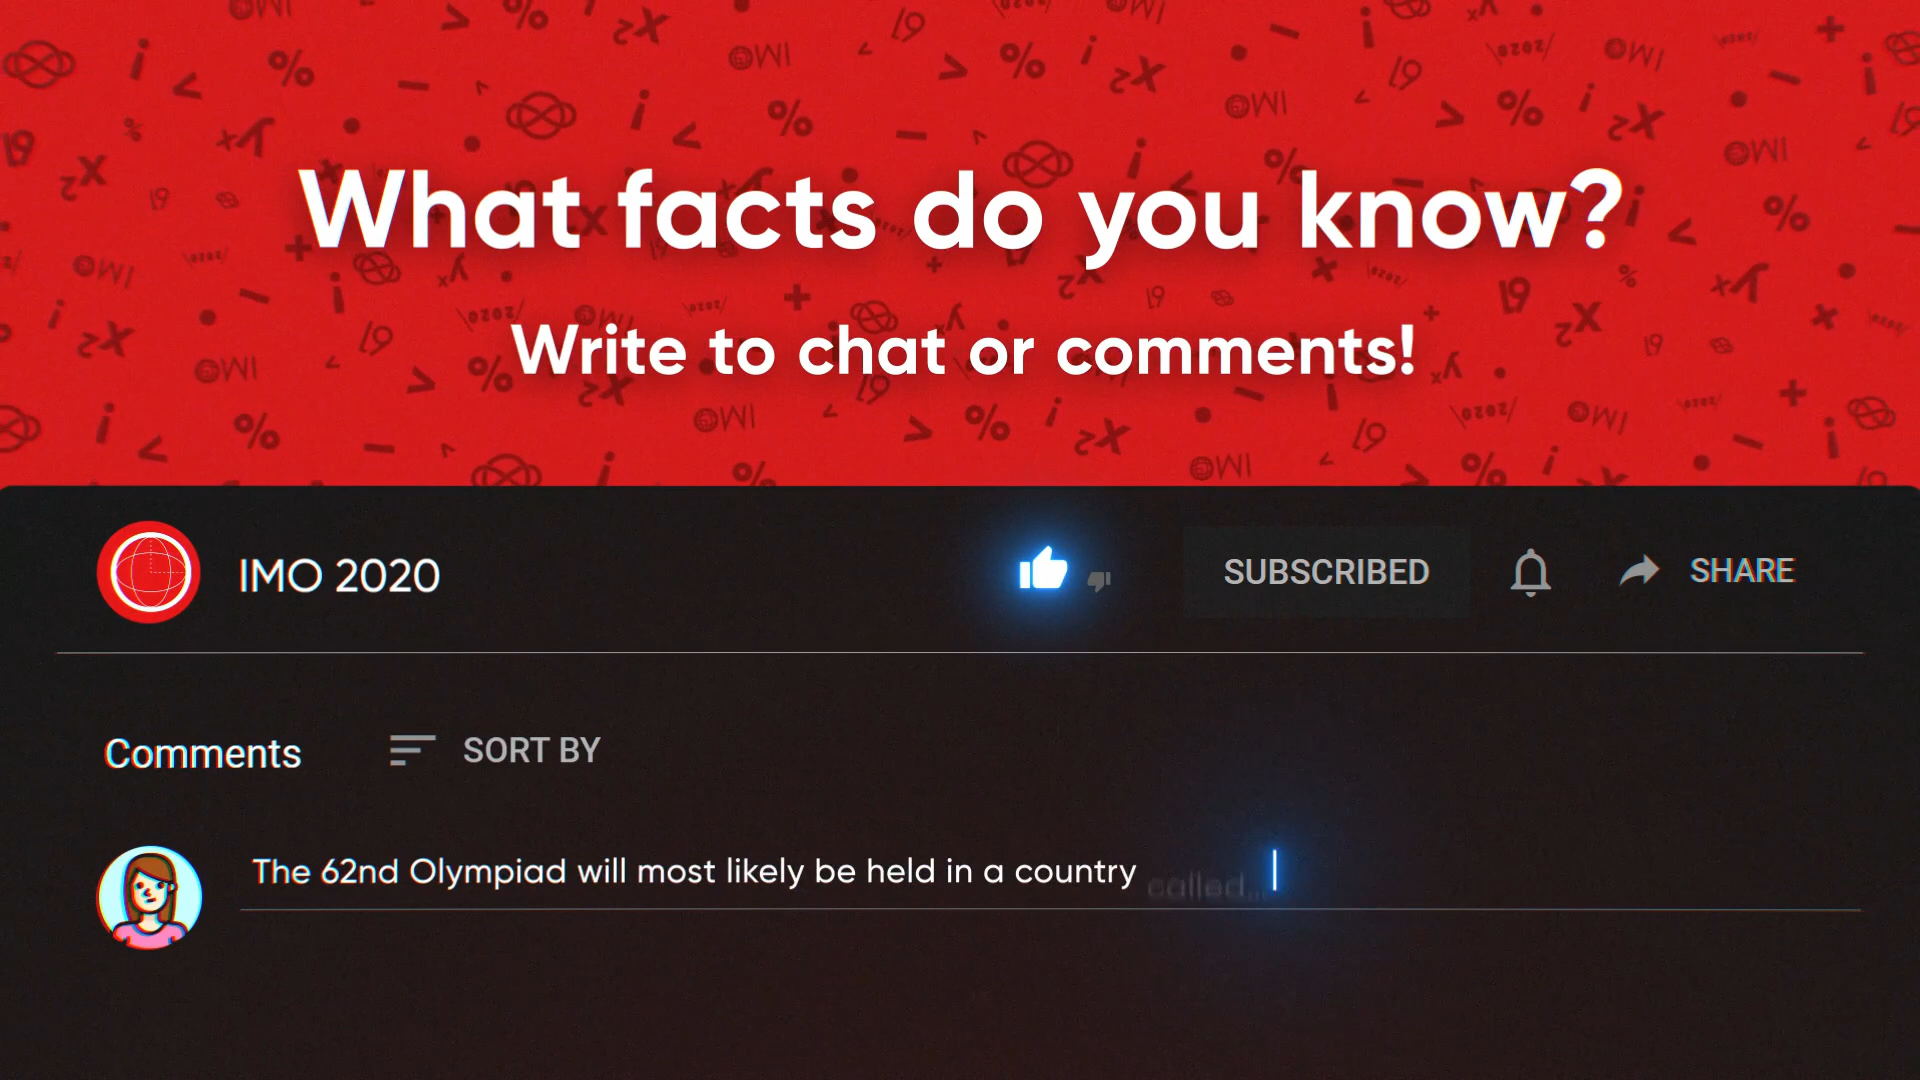 What facts do you know?
Write to chat or comments!
IMO 2020
SUBSCRIBED
SHARE
Comments
SORT BY
The 62nd Olympiad will most likely be held in a country called...